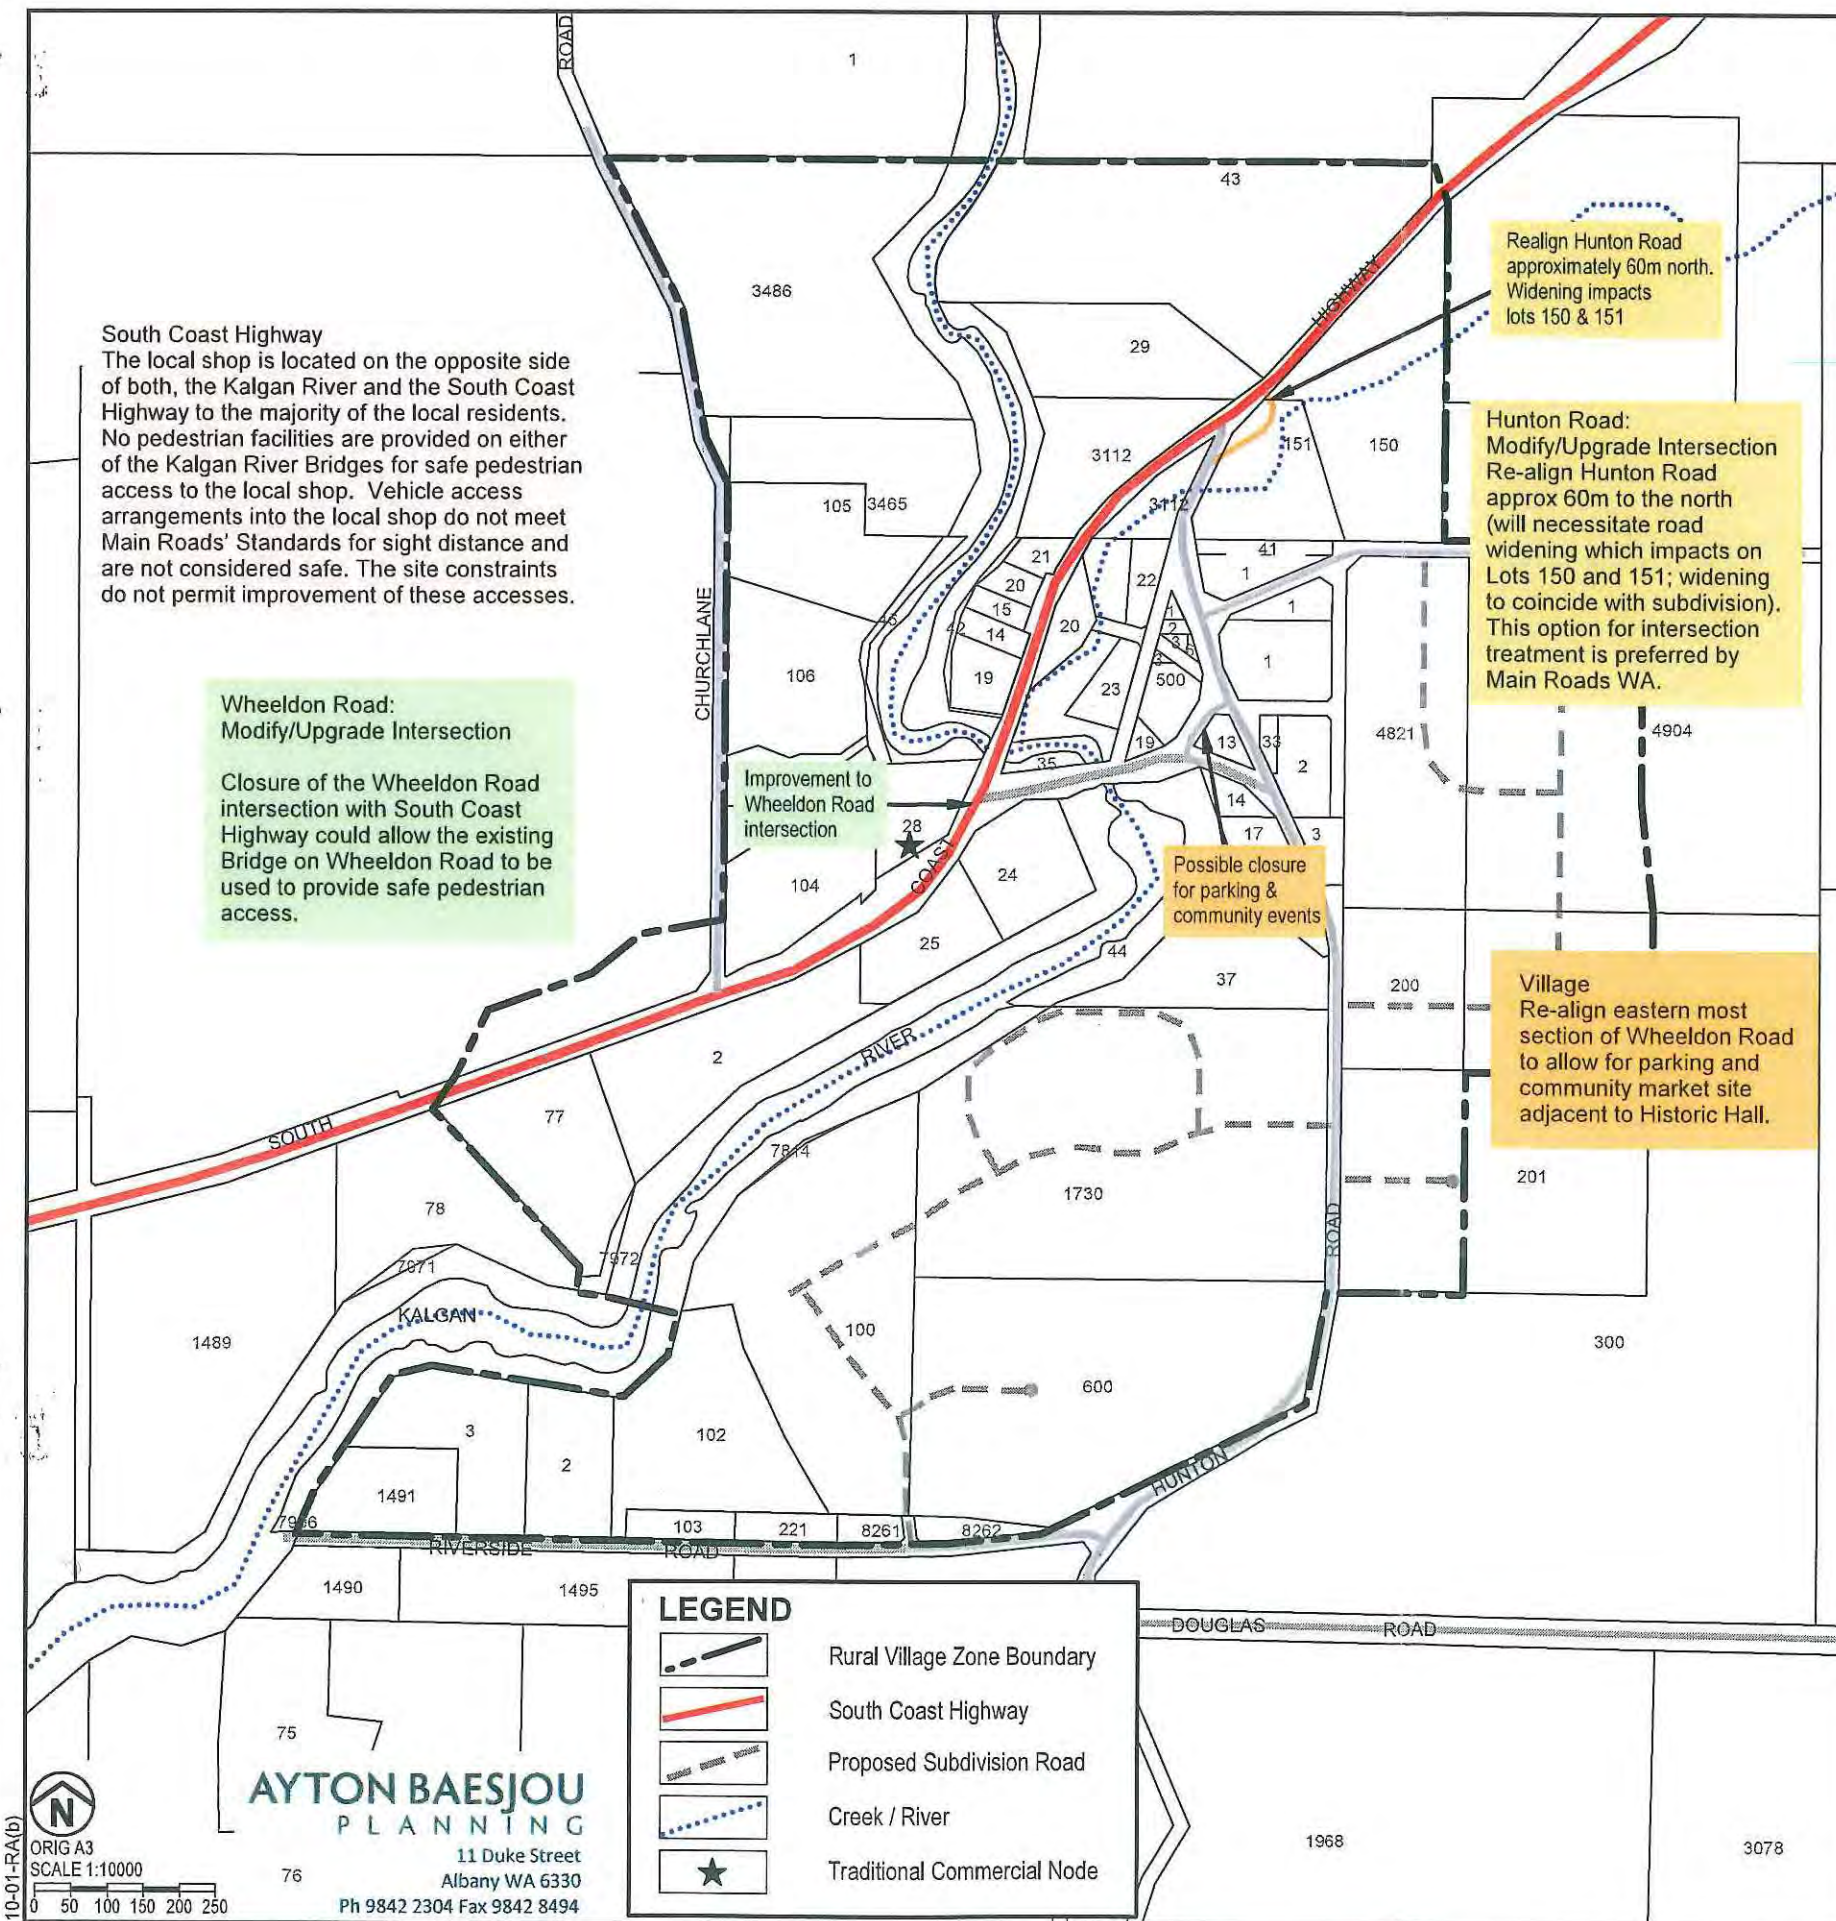 ROAD
1
43
3486
South Coast Highway
The local shop is located on the opposite side
of both, the Kalgan River and the South Coast
Highway to the majority of the local residents.
No pedestrian facilities are provided on either
of the Kalgan River Bridges for safe pedestrian
access to the local shop. Vehicle access
arrangements into the local shop do not meet
Main Roads' Standards for sight distance and
are not considered safe. The site constraints
do not permit improvement of these accesses.
HIGHWAY
Realign Hunton Road
approximately 60m north.
Widening impacts
lots 150 & 151
29
3112
151
150
3112
105
3465
Hunton Road:
Modify/Upgrade Intersection
Re-align Hunton Road
approx 60m to the north
(will necessitate road
widening which impacts on
Lots 150 and 151; widening
to coincide with subdivision).
This option for intersection
treatment is preferred by
Main Roads WA.
21
20
15
14
42
19
20
22
41
1
1
1
1
2
3
3
500
23
CHURCHLANE
106
Wheeldon Road:
Modify/Upgrade Intersection
Closure of the Wheeldon Road
intersection with South Coast
Highway could allow the existing
Bridge on Wheeldon Road to be
used to provide safe pedestrian
access.
Improvement to
Wheeldon Road
intersection
35
19
13
33
2
4821
4904
14
17
3
28
COAST
104
24
25
Possible closure
for parking &
community events
44
37
200
Village
Re-align eastern most
section of Wheeldon Road
to allow for parking and
community market site
adjacent to Historic Hall.
2
RIVER
77
SOUTH
7814
1730
201
78
7972
7971
KALGAN
ROAD
1489
100
600
300
3
2
102
1491
HUNTON
103
221
8261
8262
RIVERSIDE
ROAD
1490
1495
LEGEND
Rural Village Zone Boundary
South Coast Highway
Proposed Subdivision Road
Creek / River
Traditional Commercial Node
DOUGLAS
ROAD
75
76
1968
3078
AYTON BAESJOU
PLANNING
11 Duke Street
Albany WA 6330
Ph 9842 2304 Fax 9842 8494
N
ORIG A3
SCALE 1:10000
0 50 100 150 200 250
10-01-RA(b)